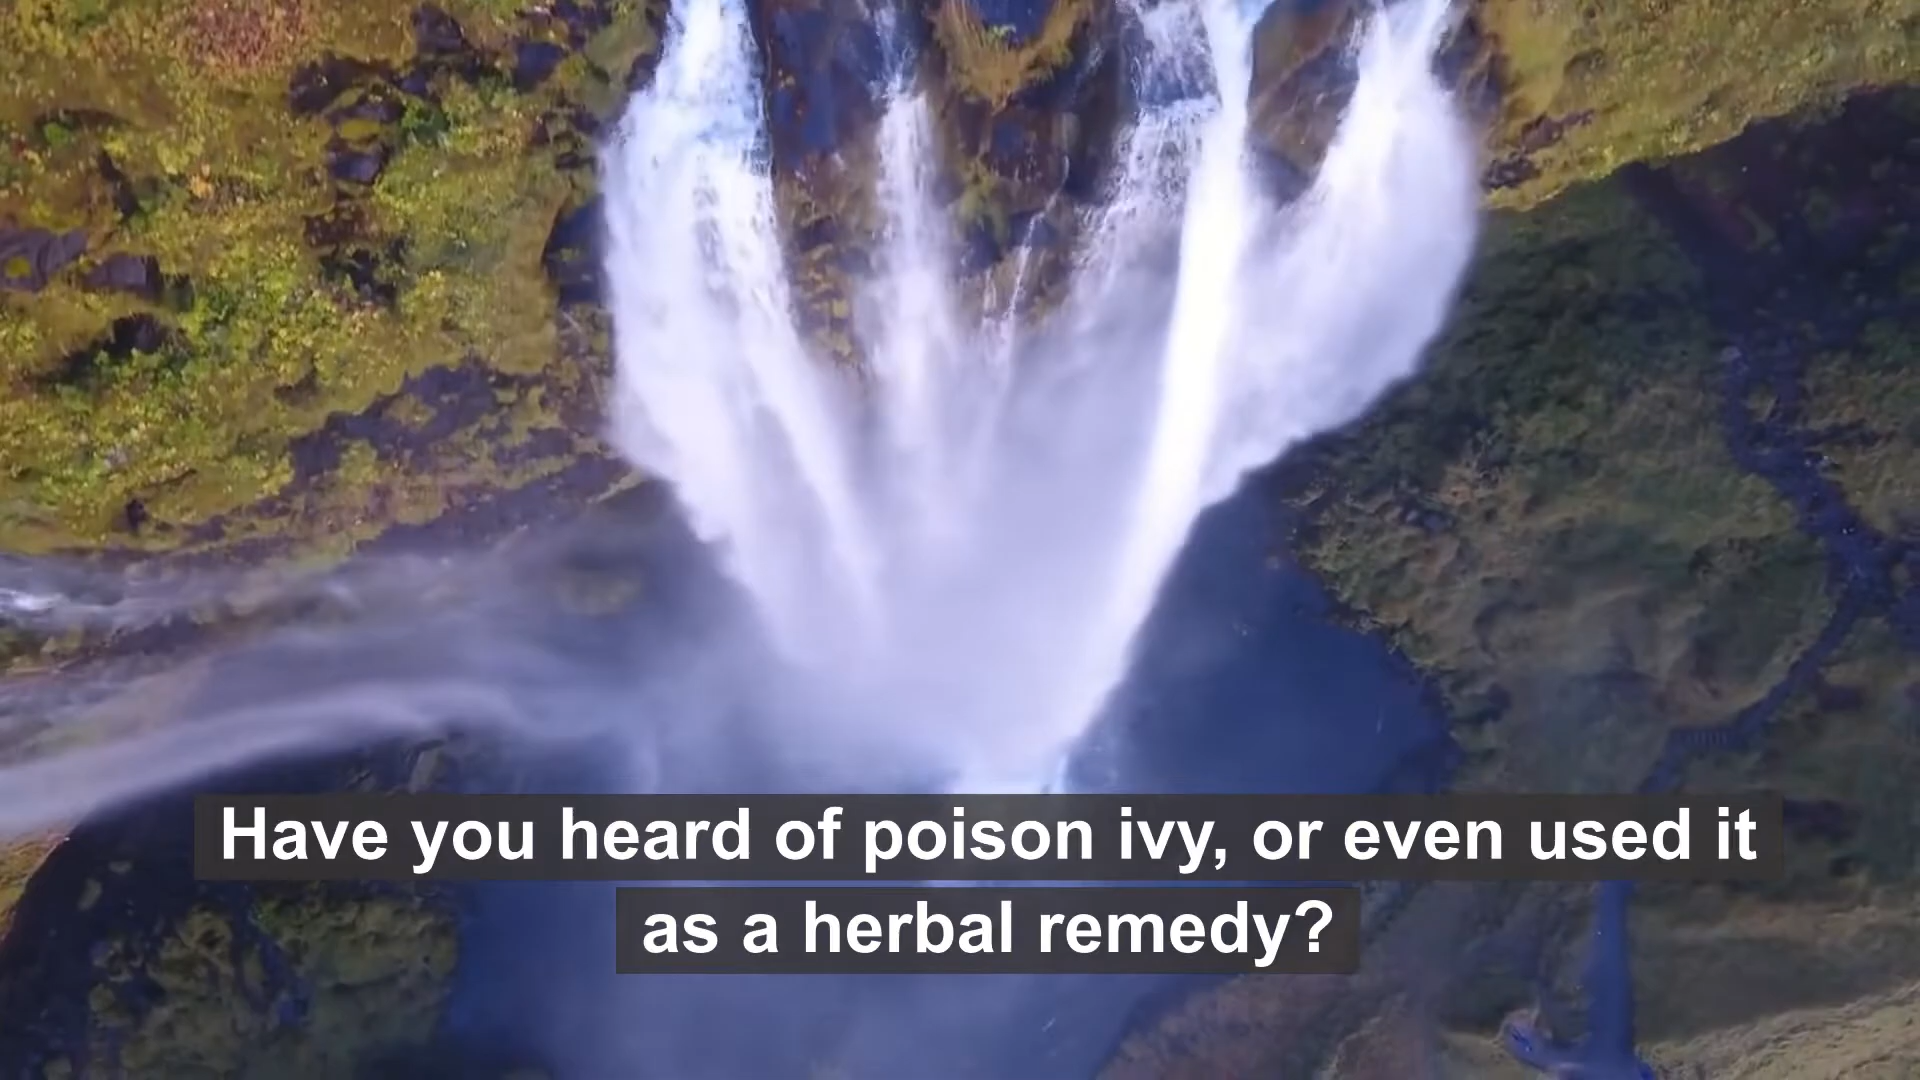 Have you heard of poison ivy, or even used it
as a herbal remedy?